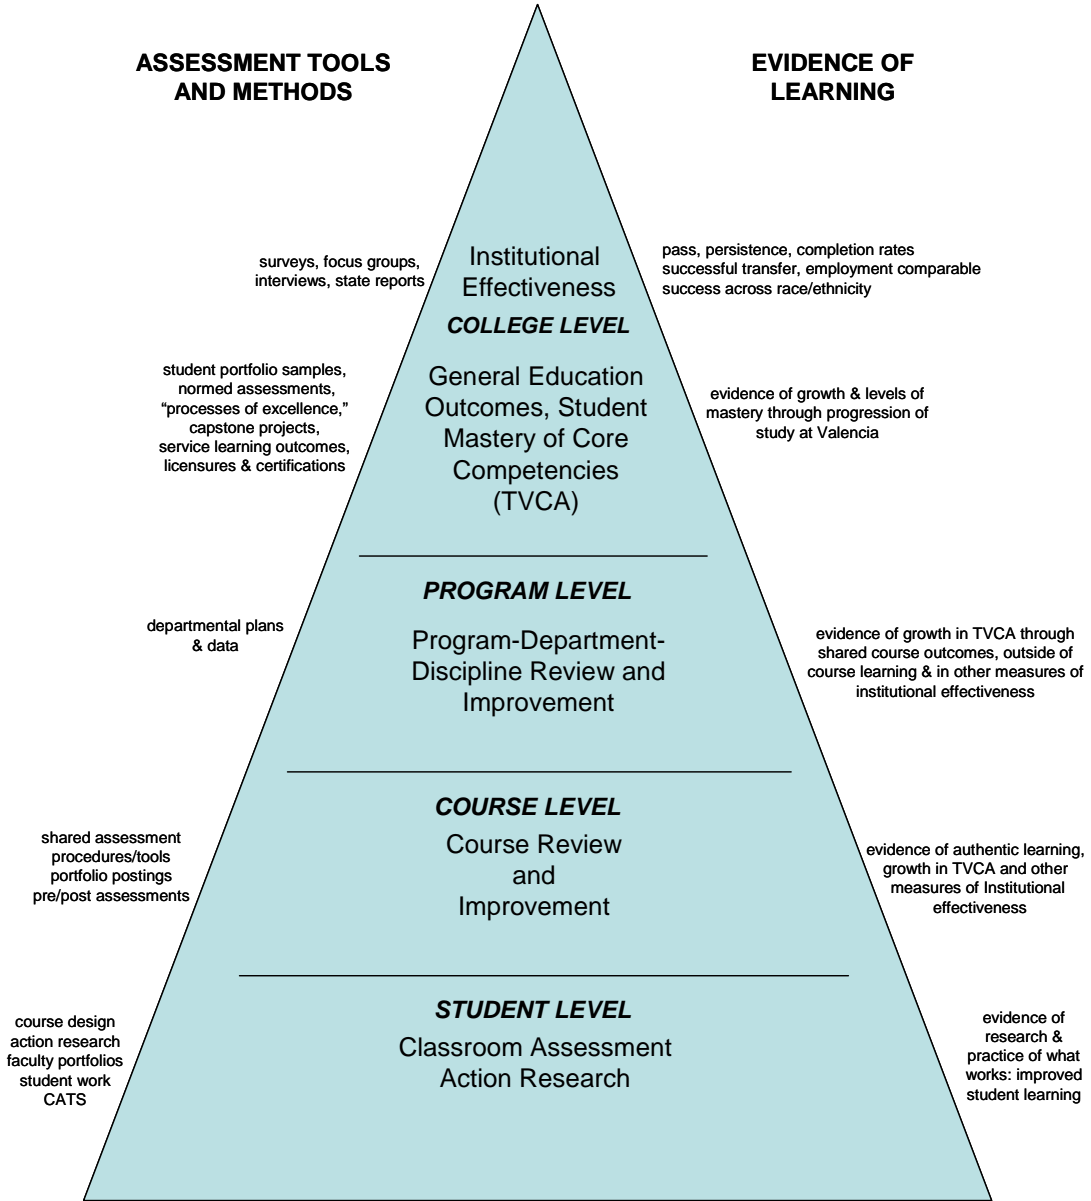 ASSESSMENT TOOLS
AND METHODS
EVIDENCE OF
LEARNING
surveys, focus groups,
interviews, state reports
Institutional
Effectiveness
COLLEGE LEVEL
pass, persistence, completion rates
successful transfer, employment comparable
success across race/ethnicity
student portfolio samples,
normed assessments,
“processes of excellence,”
capstone projects,
service learning outcomes,
licensures & certifications
General Education
Outcomes, Student
Mastery of Core
Competencies
(TVCA)
evidence of growth & levels of
mastery through progression of
study at Valencia
PROGRAM LEVEL
departmental plans
& data
Program-Department-
Discipline Review and
Improvement
evidence of growth in TVCA through
shared course outcomes, outside of
course learning & in other measures of
institutional effectiveness
COURSE LEVEL
shared assessment
procedures/tools
portfolio postings
pre/post assessments
Course Review
and
Improvement
evidence of authentic learning,
growth in TVCA and other
measures of Institutional
effectiveness
STUDENT LEVEL
course design
action research
faculty portfolios
student work
CATS
Classroom Assessment
Action Research
evidence of
research &
practice of what
works: improved
student learning